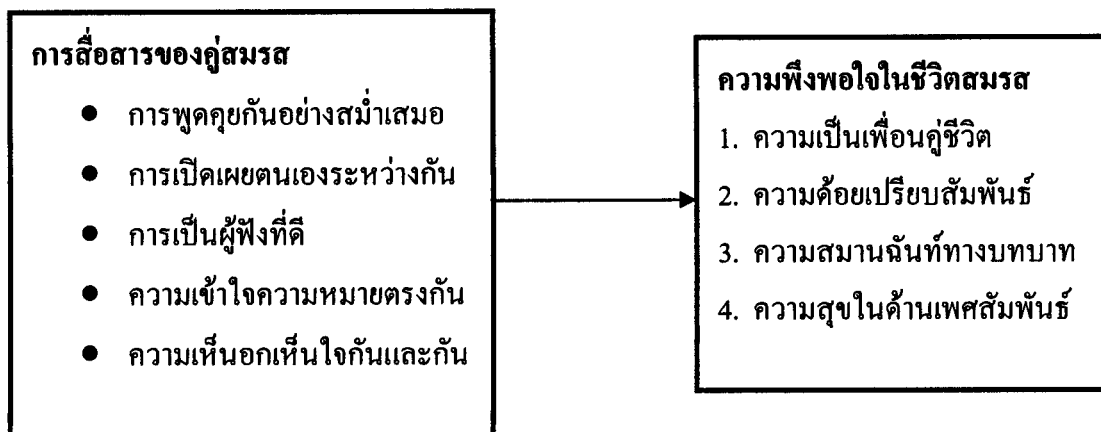 การสื่อสารของคู่สมรส
● การพูดคุยกันอย่างสม่ำเสมอ
● การเปิดเผยตนเองระหว่างกัน
● การเป็นผู้ฟังที่ดี
● ความเข้าใจความหมายตรงกัน
● ความเห็นอกเห็นใจกันและกัน
ความพึงพอใจในชีวิตสมรส
1. ความเป็นเพื่อนคู่ชีวิต
2. ความด้อยเปรียบสัมพันธ์
3. ความสมานฉันท์ทางบทบาท
4. ความสุขในด้านเพศสัมพันธ์